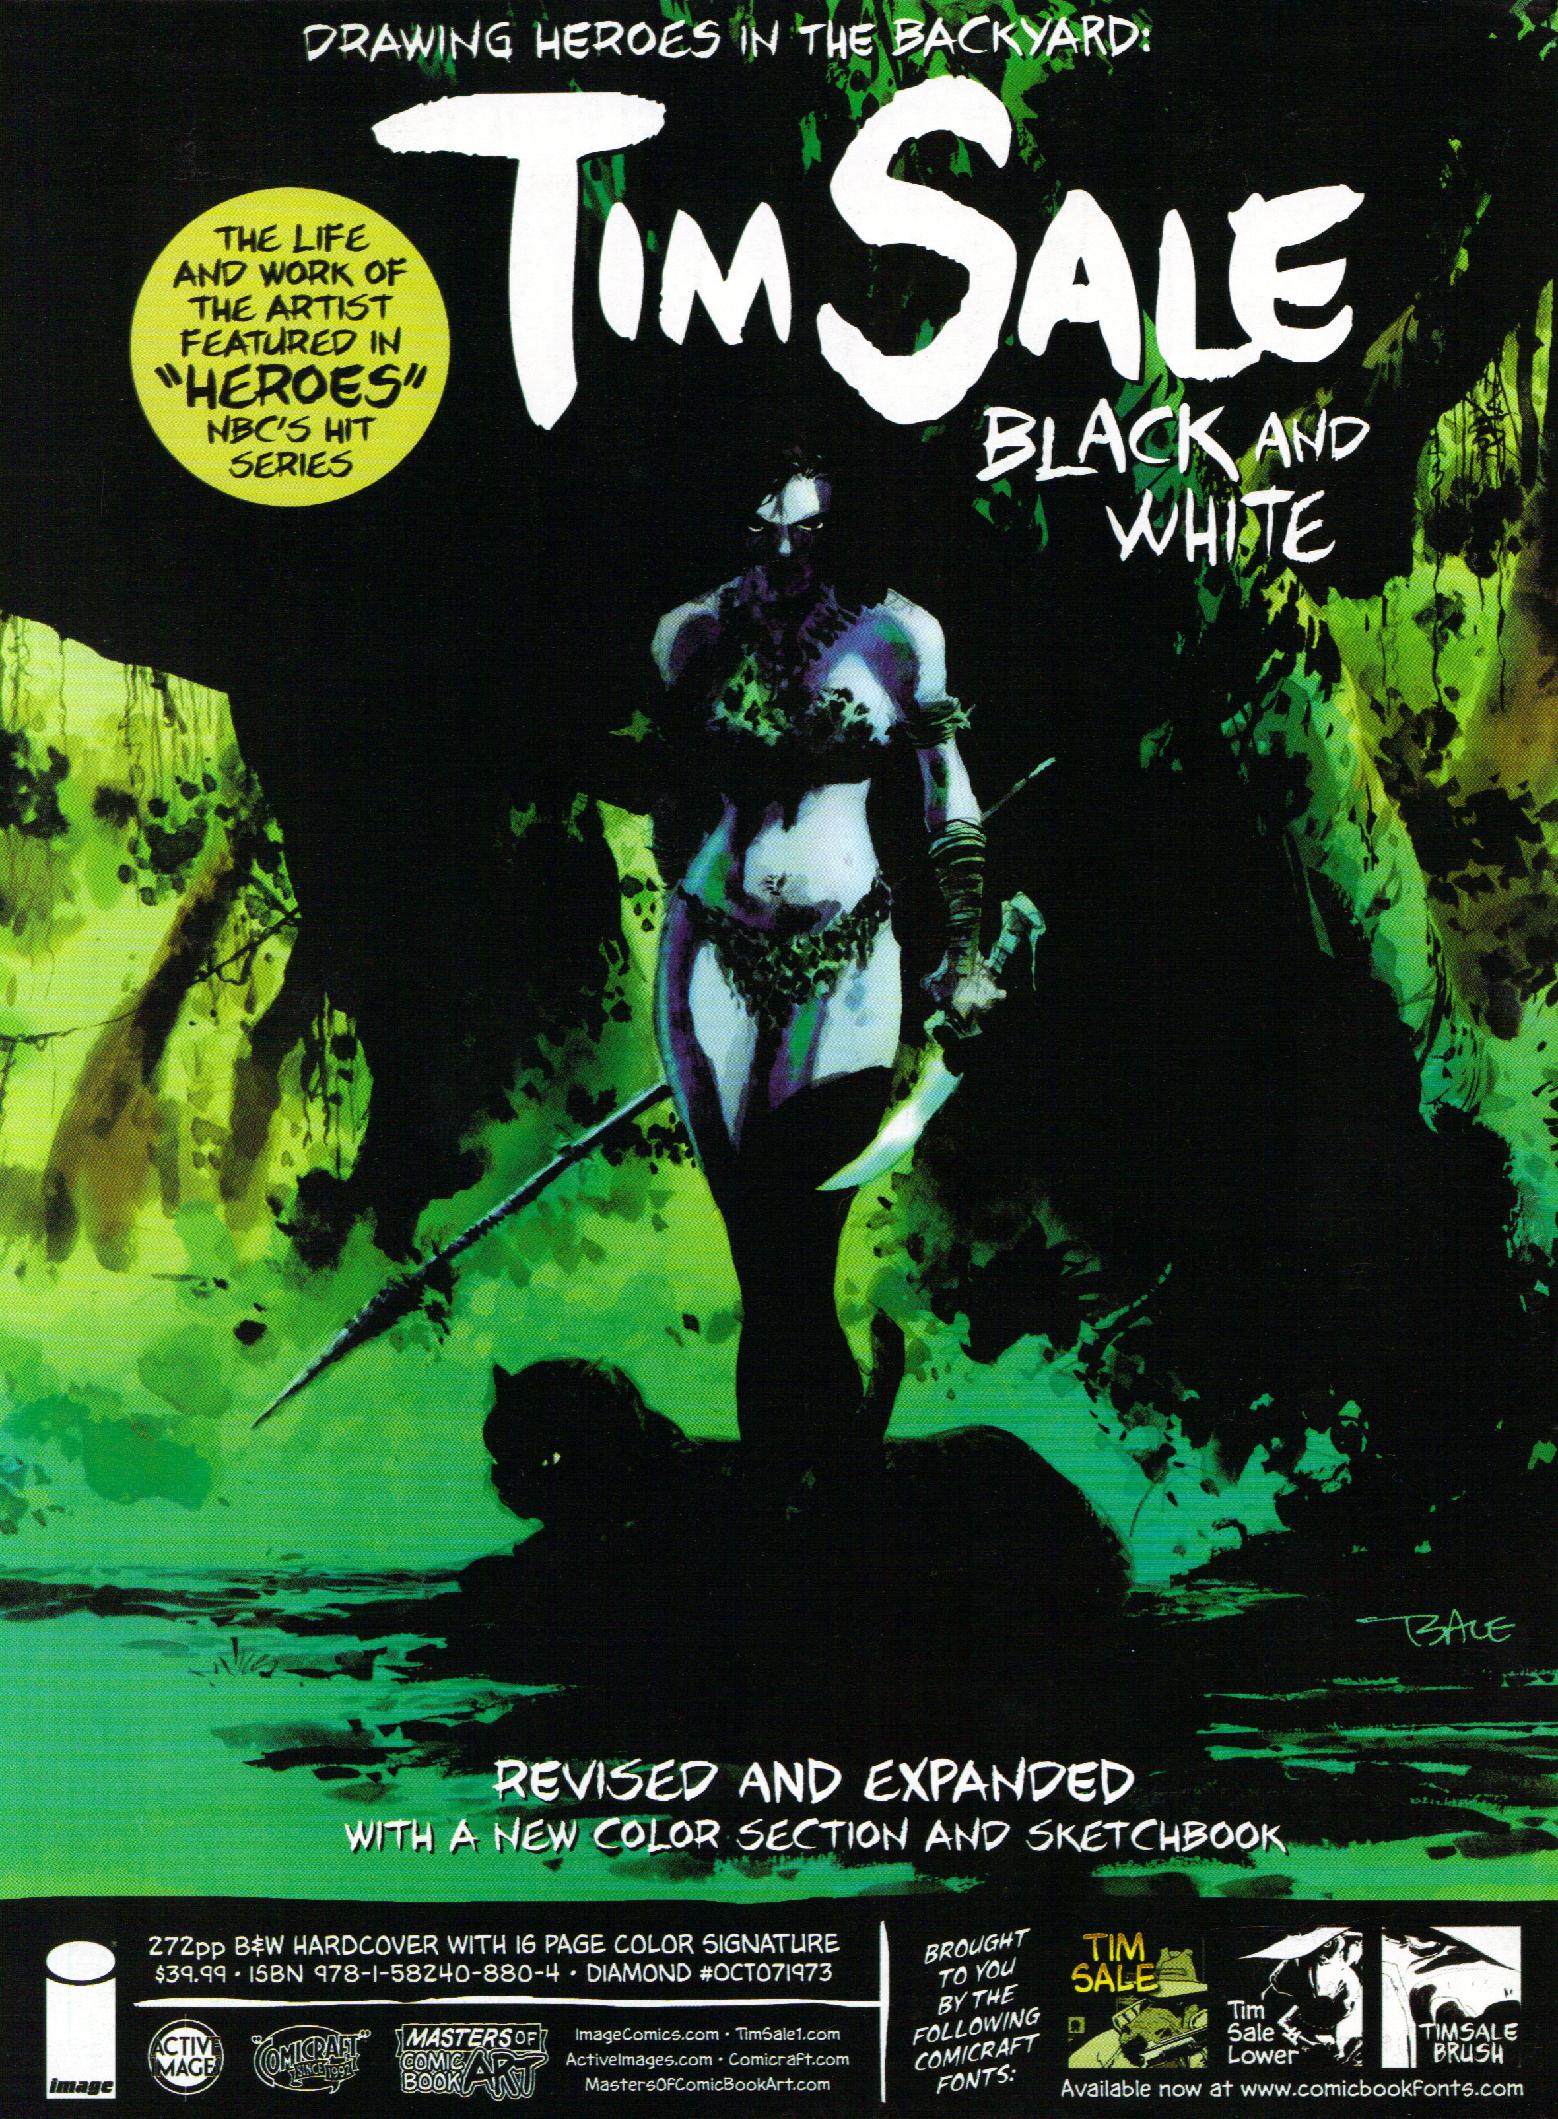 DRAWING HEROES IN THE BACKYARD:
TIM SALE
BLACK AND
WHITE
THE LIFE
AND WORK OF
THE ARTIST
FEATURED IN
"HEROES"
NBC'S HIT
SERIES
TSALE
REVISED AND EXPANDED
WITH A NEW COLOR SECTION AND SKETCHBOOK
image
272pp B&W HARDCOVER WITH 16 PAGE COLOR SIGNATURE
$39.99 • ISBN 978-1-58240-880-4 • DIAMOND #OCT071973
ACTIVE
IMAGES
"COMICRAFT"
SINCE 1992
MASTERS OF
COMIC
BOOK ART
ImageComics.com • TimSale1.com
ActiveImages.com • Comicraft.com
MastersOfComicBookArt.com
BROUGHT
TO YOU
BY THE
FOLLOWING
COMICRAFT
FONTS:
TIM
SALE
Tim
Sale
Lower
TIMSALE
BRUSH
Available now at www.comicbookfonts.com